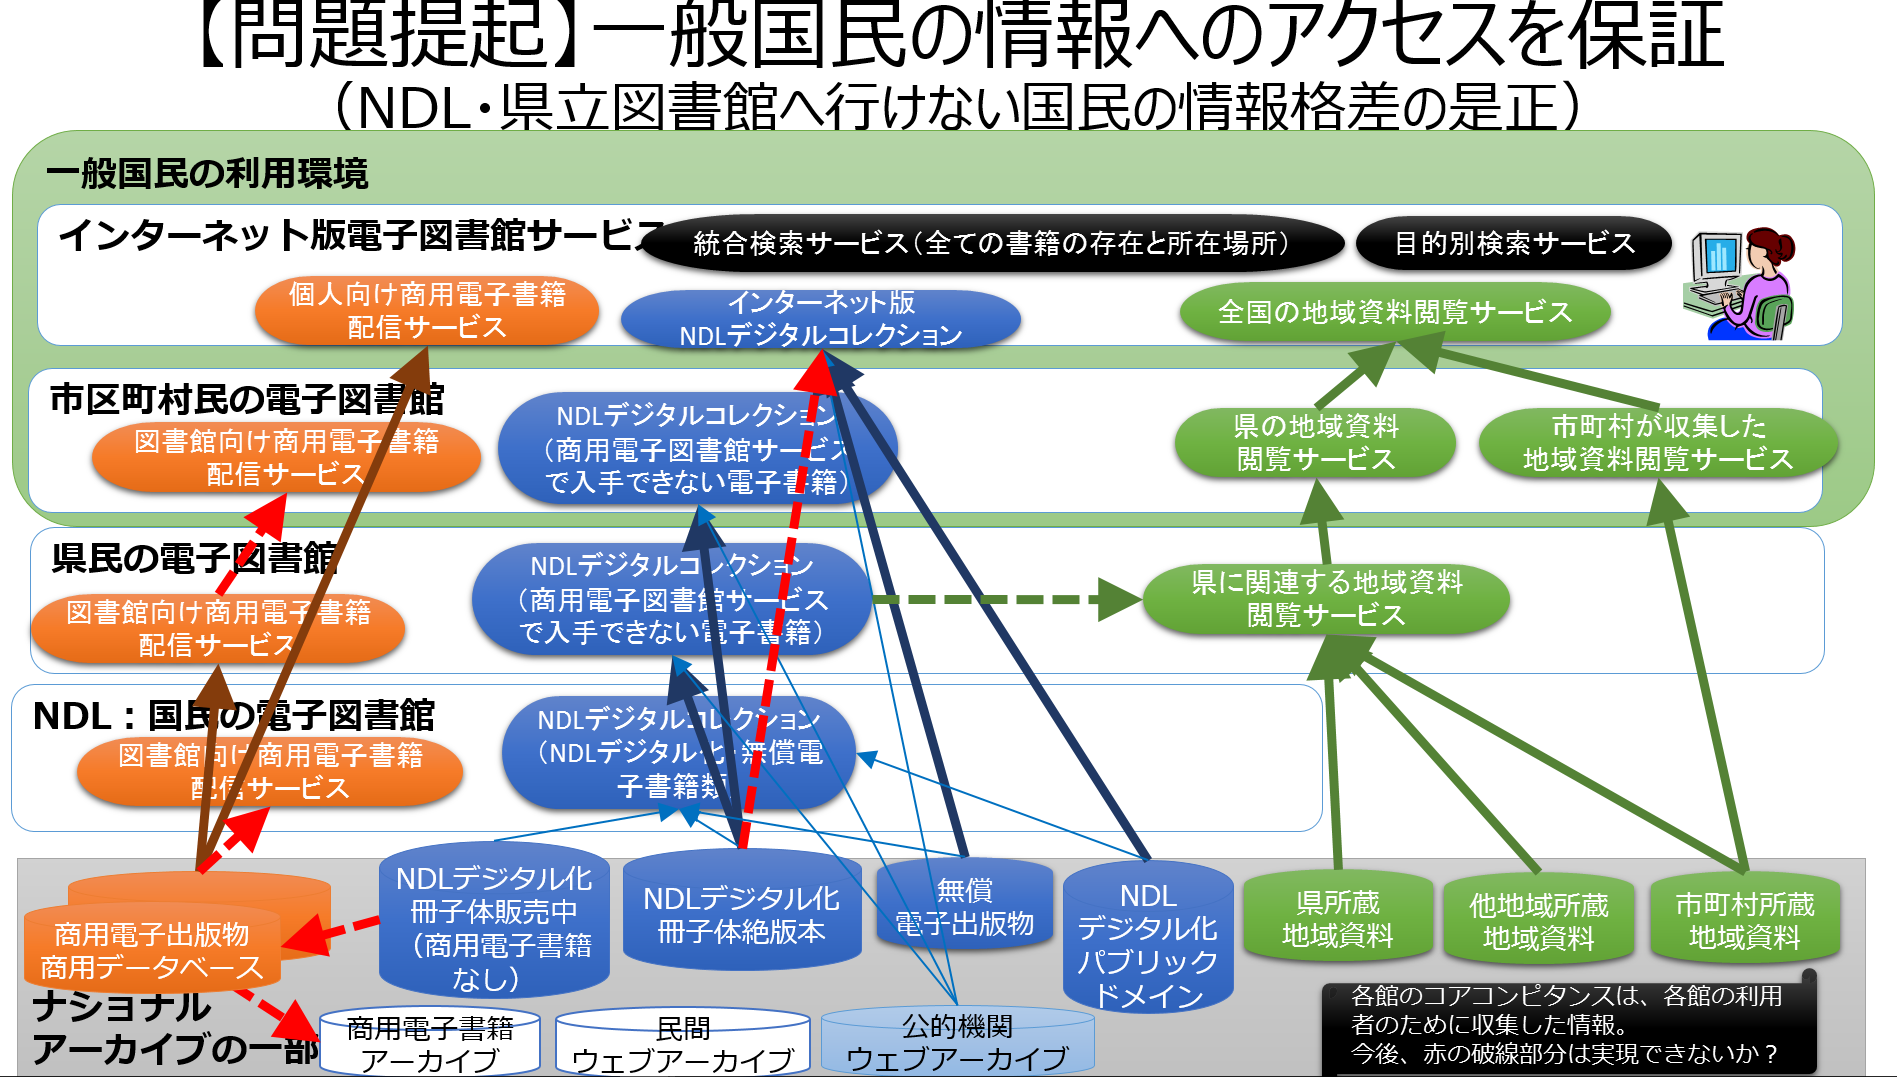 【問題提起】一般国民の情報へのアクセスを保証
（NDL・県立図書館へ行けない国民の情報格差の是正）
一般国民の利用環境
インターネット版電子図書館サービス
統合検索サービス（全ての書籍の存在と所在場所）
目的別検索サービス
個人向け商用電子書籍
配信サービス
インターネット版
NDLデジタルコレクション
全国の地域資料閲覧サービス
市区町村民の電子図書館
図書館向け商用電子書籍
配信サービス
NDLデジタルコレクション
（商用電子図書館サービス
で入手できない電子書籍）
県の地域資料
閲覧サービス
市町村が収集した
地域資料閲覧サービス
県民の電子図書館
図書館向け商用電子書籍
配信サービス
NDLデジタルコレクション
（商用電子図書館サービス
で入手できない電子書籍）
県に関連する地域資料
閲覧サービス
NDL：国民の電子図書館
図書館向け商用電子書籍
配信サービス
NDLデジタルコレクション
（NDLデジタル化・無償電
子書籍類）
商用電子出版物
商用データベース
NDLデジタル化
冊子体販売中
（商用電子書籍
なし）
NDLデジタル化
冊子体絶版本
無償
電子出版物
NDL
デジタル化
パブリック
ドメイン
県所蔵
地域資料
他地域所蔵
地域資料
市町村所蔵
地域資料
ナショナル
アーカイブの一部
商用電子書籍
アーカイブ
民間
ウェブアーカイブ
公的機関
ウェブアーカイブ
各館のコアコンピタンスは、各館の利用
者のために収集した情報。
今後、赤の破線部分は実現できないか？